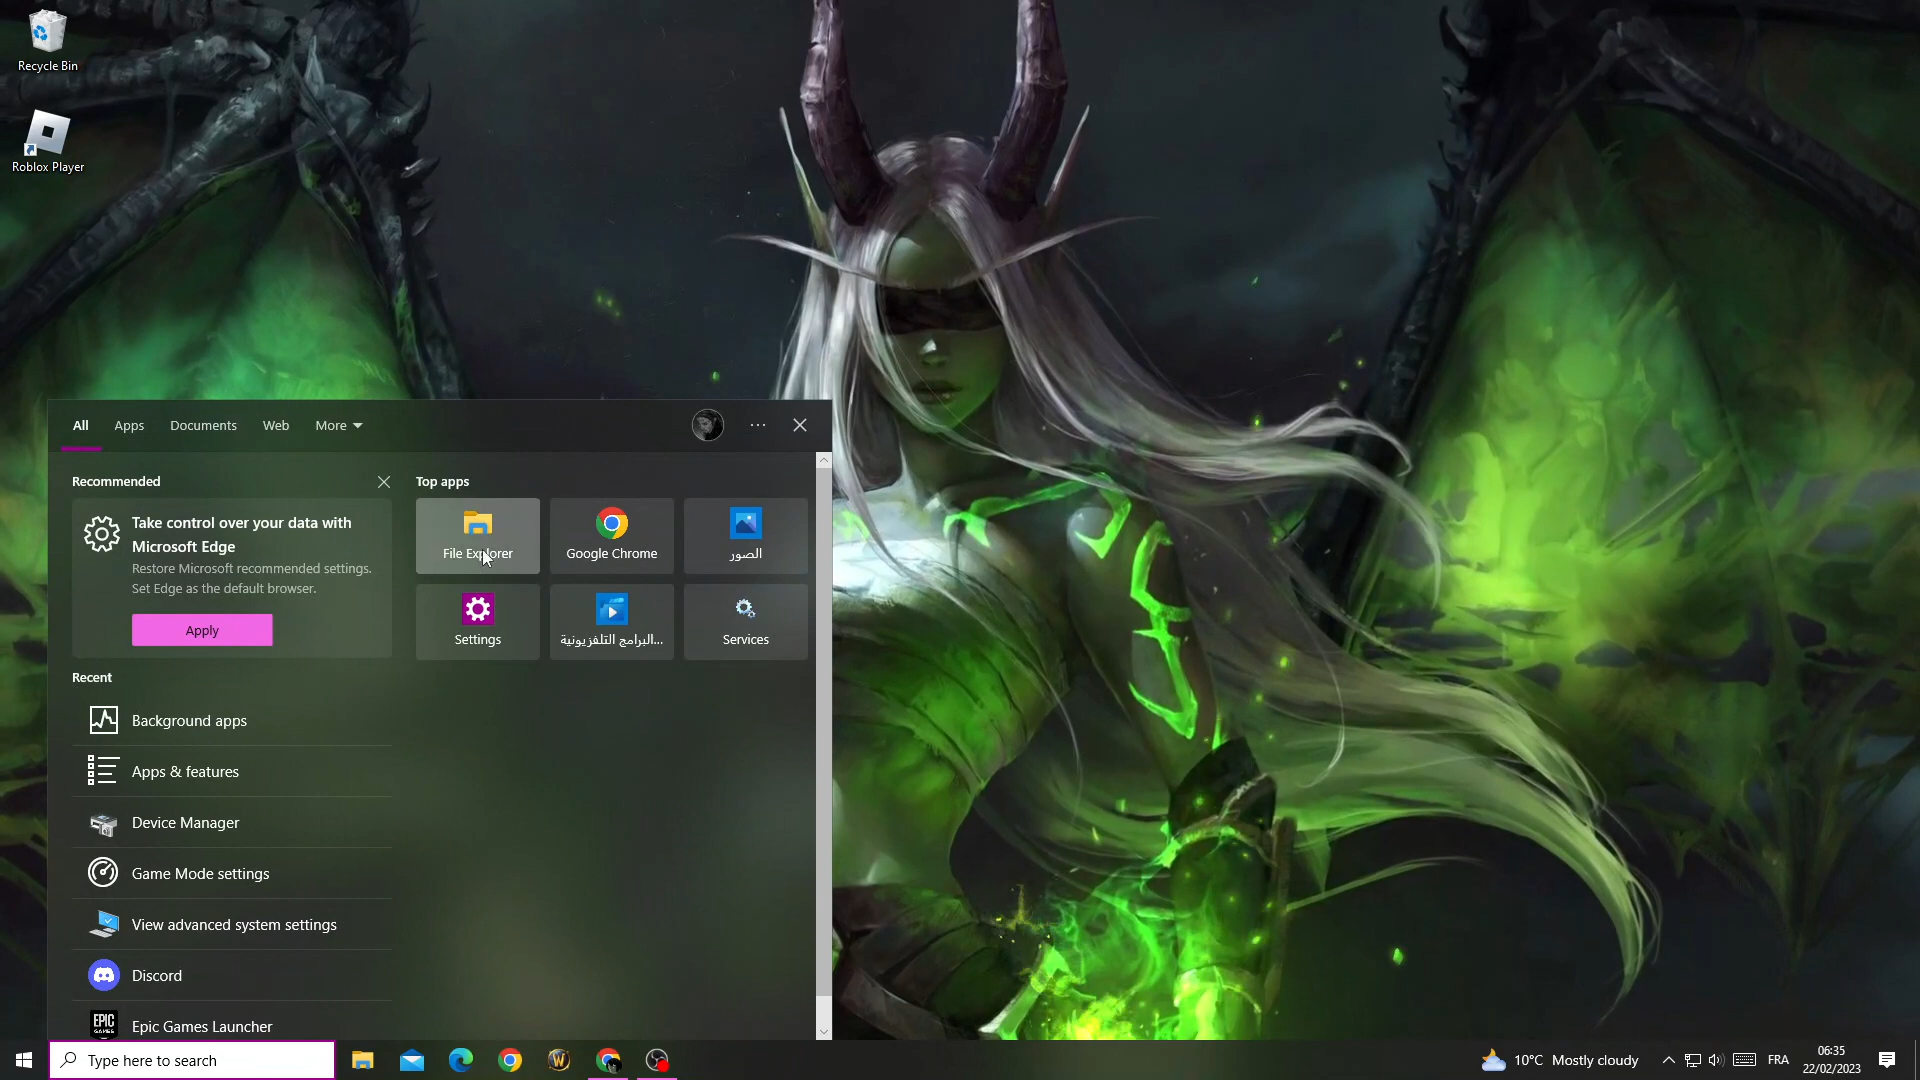 Recycle Bin
Roblox Player
All
Apps
Documents
Web
More
Recommended
Take control over your data with
Microsoft Edge
Restore Microsoft recommended settings.
Set Edge as the default browser.
Apply
Top apps
File Explorer
Google Chrome
الصور
Settings
البرامج التلفزيونية...
Services
Recent
Background apps
Apps & features
Device Manager
Game Mode settings
View advanced system settings
Discord
EPIC
GAMES
Epic Games Launcher
Type here to search
10°C Mostly cloudy
FRA
06:35
22/02/2023